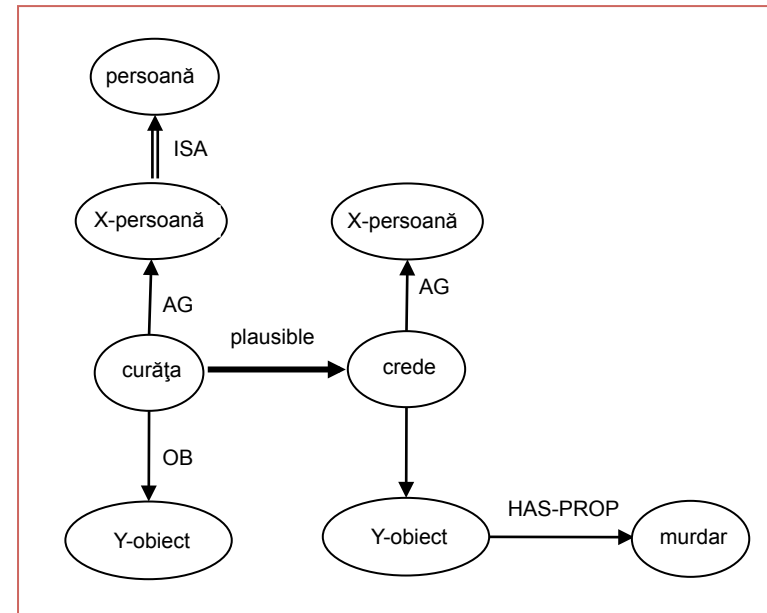 persoană
ISA
X-persoană
X-persoană
AG
AG
plausible
curăţa
crede
OB
HAS-PROP
Y-obiect
Y-obiect
murdar